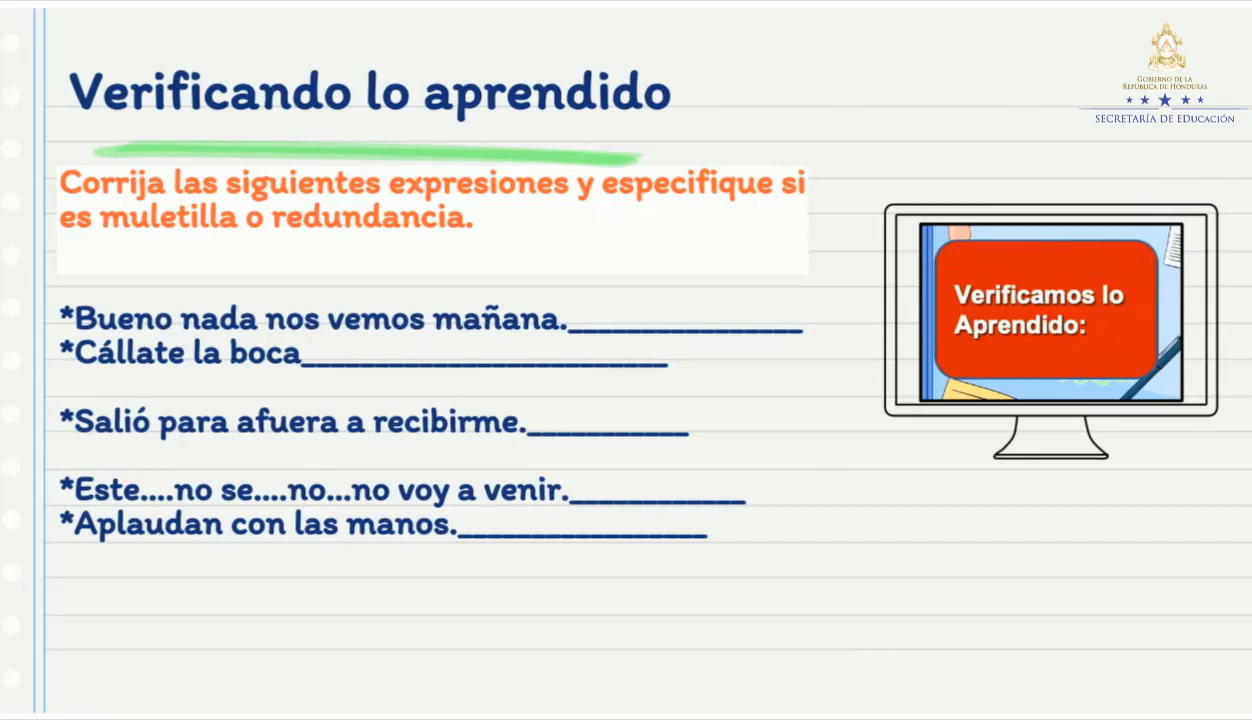 Verificando lo aprendido
GOBIERNO DE LA
REPÚBLICA DE HONDURAS
SECRETARÍA DE EDUCACIÓN
Corrija las siguientes expresiones y especifique si
es muletilla o redundancia.
Verificamos lo
Aprendido:
*Bueno nada nos vemos mañana.________________
*Cállate la boca_________________________
*Salió para afuera a recibirme.___________
*Este....no se....no...no voy a venir.____________
*Aplaudan con las manos._________________